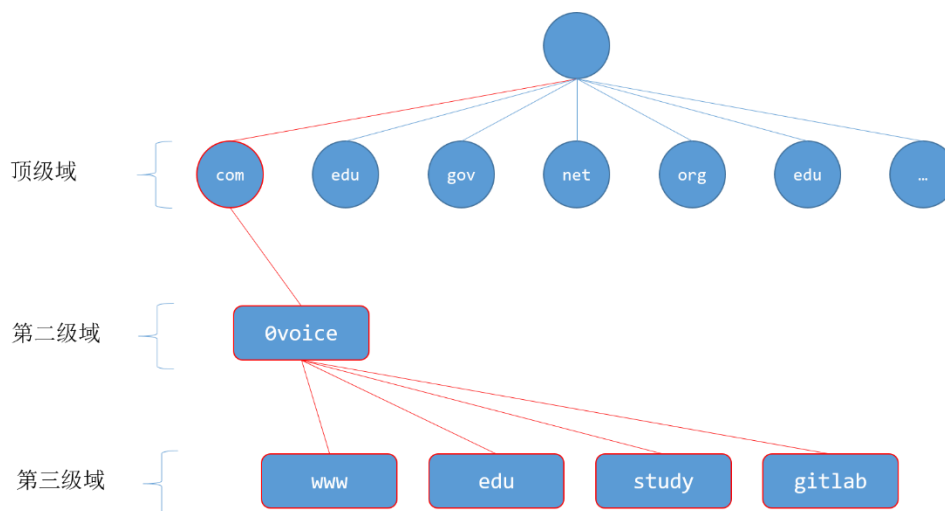 顶级域
com
edu
gov
net
org
edu
…
第二级域
0voice
第三级域
www
edu
study
gitlab